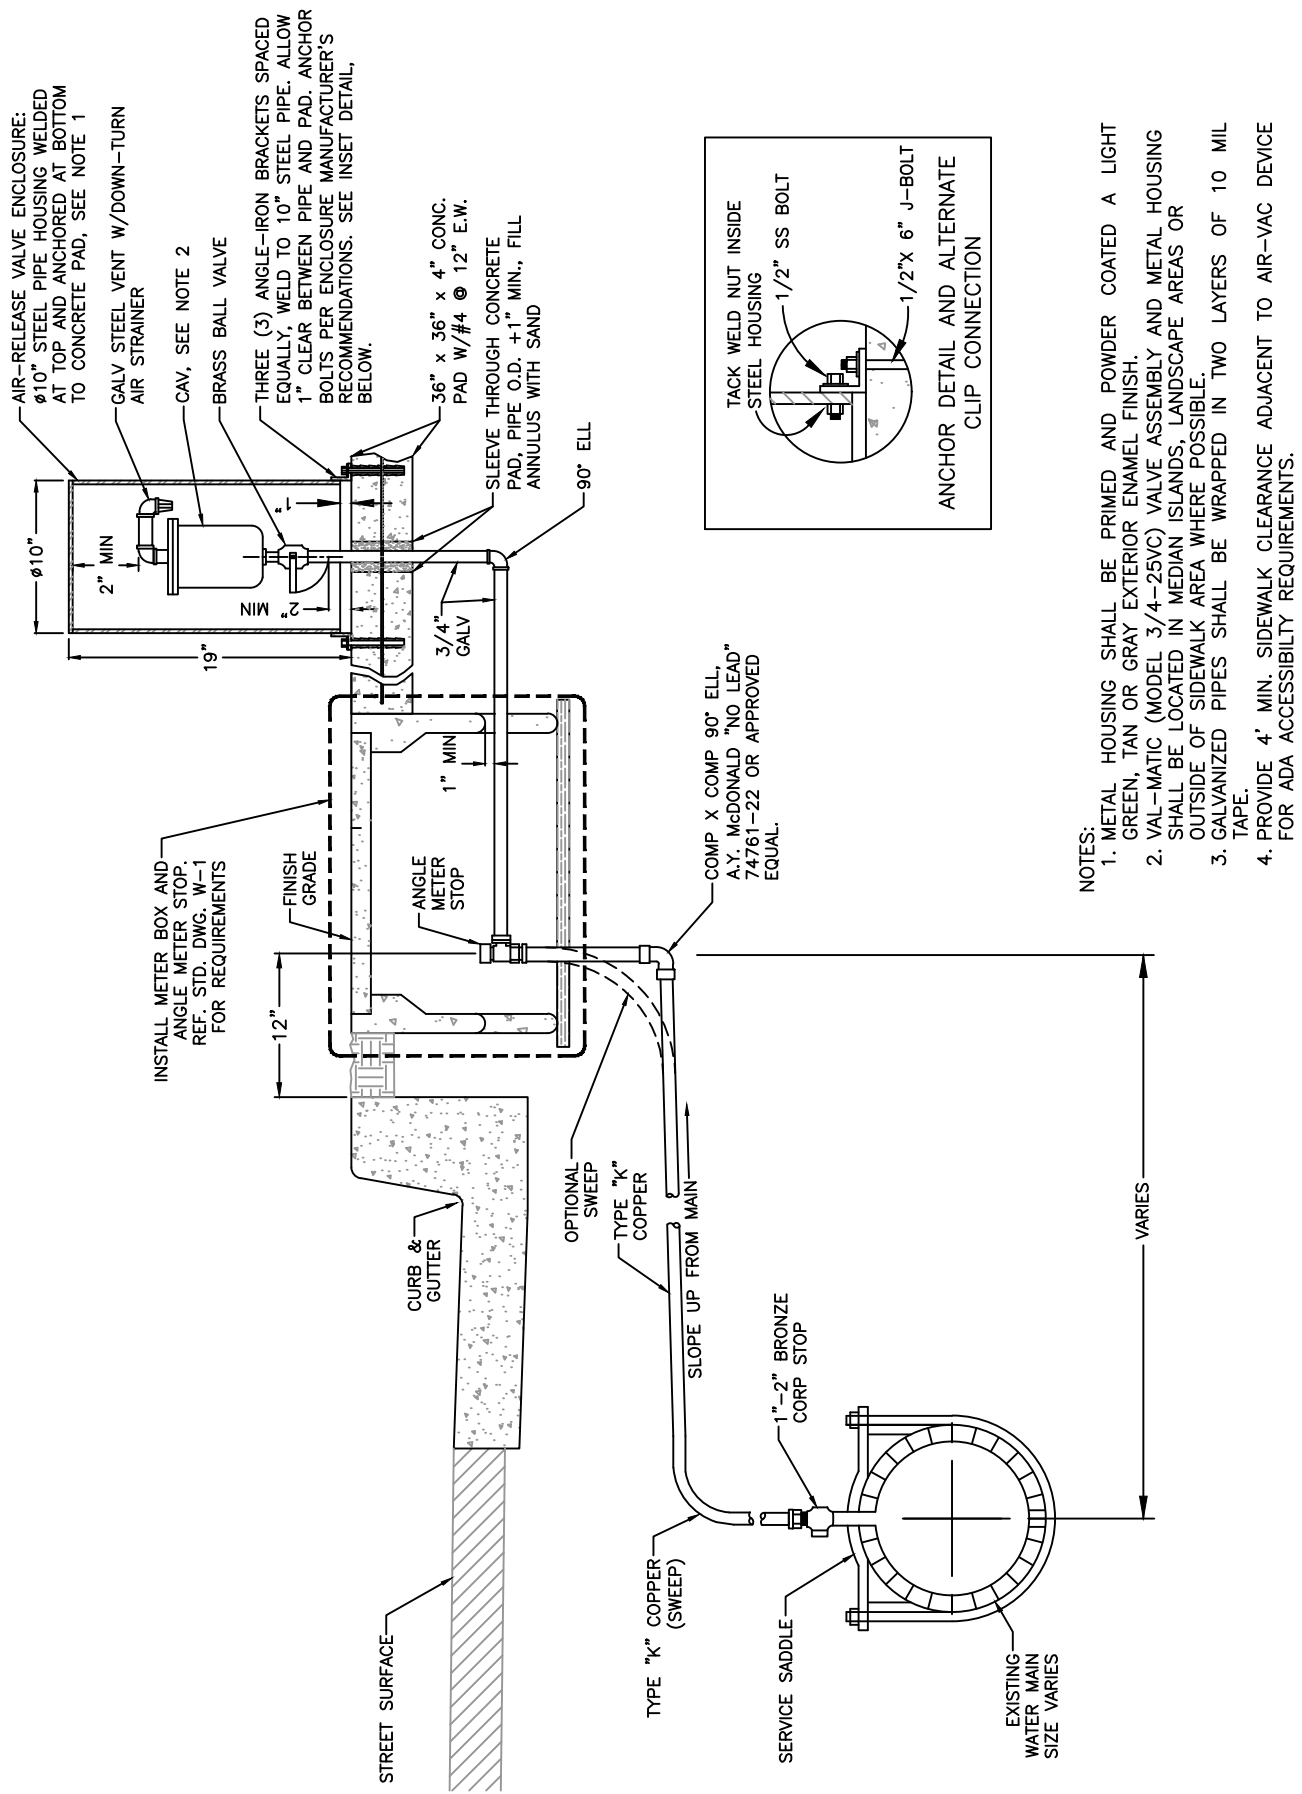 AIR-RELEASE VALVE ENCLOSURE:
ø10" STEEL PIPE HOUSING WELDED
AT TOP AND ANCHORED AT BOTTOM
TO CONCRETE PAD, SEE NOTE 1
GALV STEEL VENT W/DOWN-TURN
AIR STRAINER
CAV, SEE NOTE 2
BRASS BALL VALVE
THREE (3) ANGLE-IRON BRACKETS SPACED
EQUALLY, WELD TO 10" STEEL PIPE. ALLOW
1" CLEAR BETWEEN PIPE AND PAD. ANCHOR
BOLTS PER ENCLOSURE MANUFACTURER'S
RECOMMENDATIONS. SEE INSET DETAIL,
BELOW.
36" x 36" x 4" CONC.
PAD W/#4 @ 12" E.W.
SLEEVE THROUGH CONCRETE
PAD, PIPE O.D. +1" MIN., FILL
ANNULUS WITH SAND
90° ELL
ø10"
2" MIN
19"
1"
2"
MIN
3/4"
GALV
INSTALL METER BOX AND
ANGLE METER STOP.
REF. STD. DWG. W-1
FOR REQUIREMENTS
12"
FINISH
GRADE
ANGLE
METER
STOP
1" MIN
COMP X COMP 90° ELL,
A.Y. McDONALD "NO LEAD"
74761-22 OR APPROVED
EQUAL.
CURB &
GUTTER
OPTIONAL
SWEEP
TYPE "K"
COPPER
SLOPE UP FROM MAIN
1"-2" BRONZE
CORP STOP
VARIES
STREET SURFACE
TYPE "K" COPPER
(SWEEP)
SERVICE SADDLE
EXISTING
WATER MAIN
SIZE VARIES
TACK WELD NUT INSIDE
STEEL HOUSING
1/2" SS BOLT
1/2"X 6" J-BOLT
ANCHOR DETAIL AND ALTERNATE
CLIP CONNECTION
NOTES:
1. METAL HOUSING SHALL BE PRIMED AND POWDER COATED A LIGHT
GREEN, TAN OR GRAY EXTERIOR ENAMEL FINISH.
2. VAL-MATIC (MODEL 3/4-25VC) VALVE ASSEMBLY AND METAL HOUSING
SHALL BE LOCATED IN MEDIAN ISLANDS, LANDSCAPE AREAS OR
OUTSIDE OF SIDEWALK AREA WHERE POSSIBLE.
3. GALVANIZED PIPES SHALL BE WRAPPED IN TWO LAYERS OF 10 MIL
TAPE.
4. PROVIDE 4' MIN. SIDEWALK CLEARANCE ADJACENT TO AIR-VAC DEVICE
FOR ADA ACCESSIBILTY REQUIREMENTS.